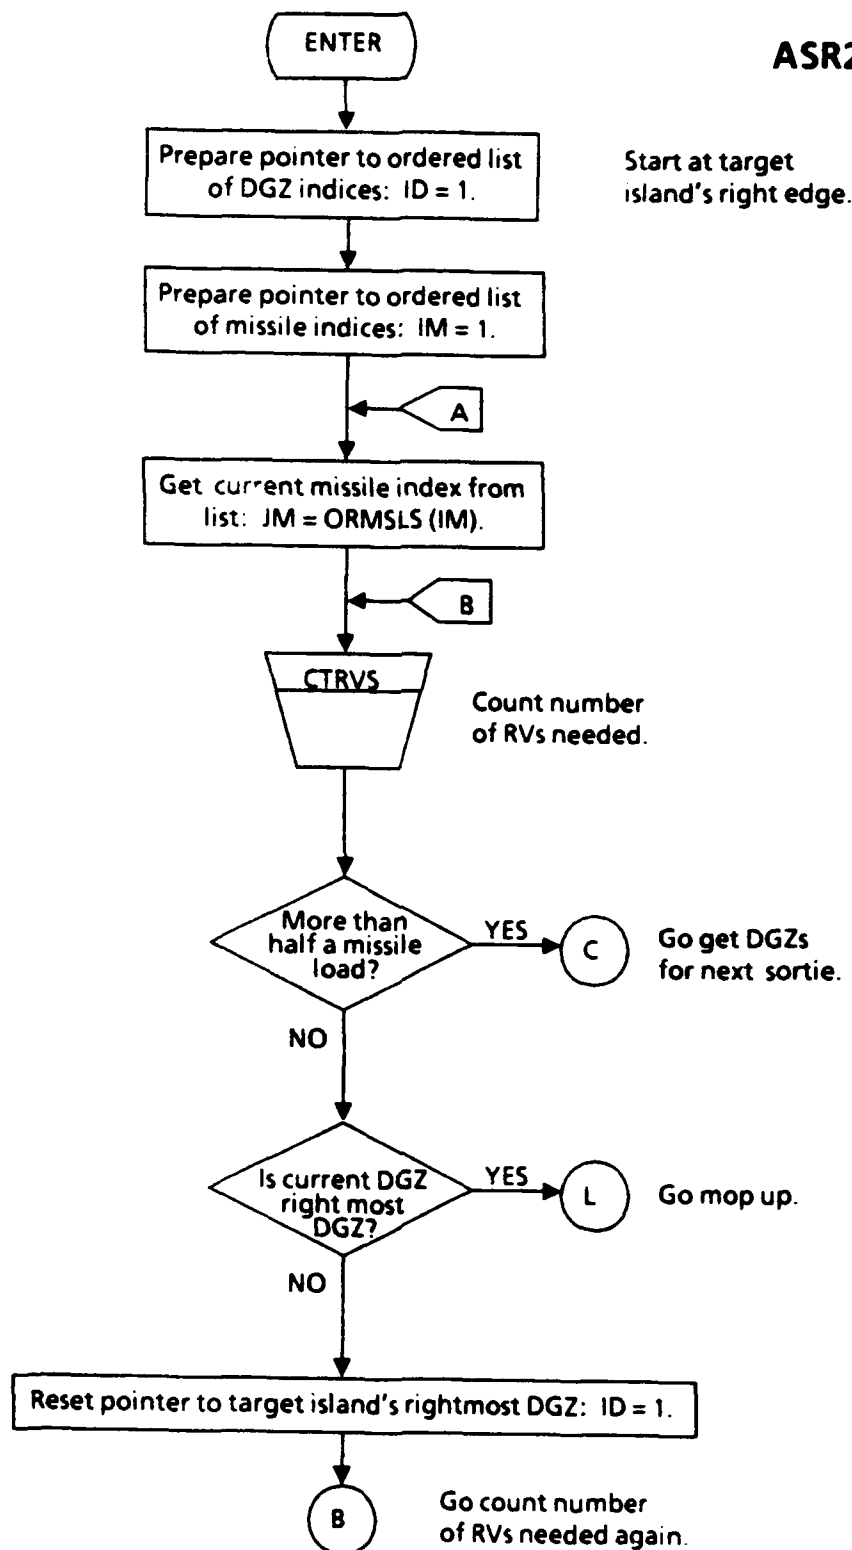 ENTER
ASR2
Prepare pointer to ordered list
of DGZ indices: ID = 1.
Start at target
island's right edge.
Prepare pointer to ordered list
of missile indices: IM = 1.
A
Get current missile index from
list: JM = ORMSLS (IM).
B
CTRVS
Count number
of RVs needed.
More than
half a missile
load?
YES
C
Go get DGZs
for next sortie.
NO
Is current DGZ
right most
DGZ?
YES
L
Go mop up.
NO
Reset pointer to target island's rightmost DGZ: ID = 1.
B
Go count number
of RVs needed again.